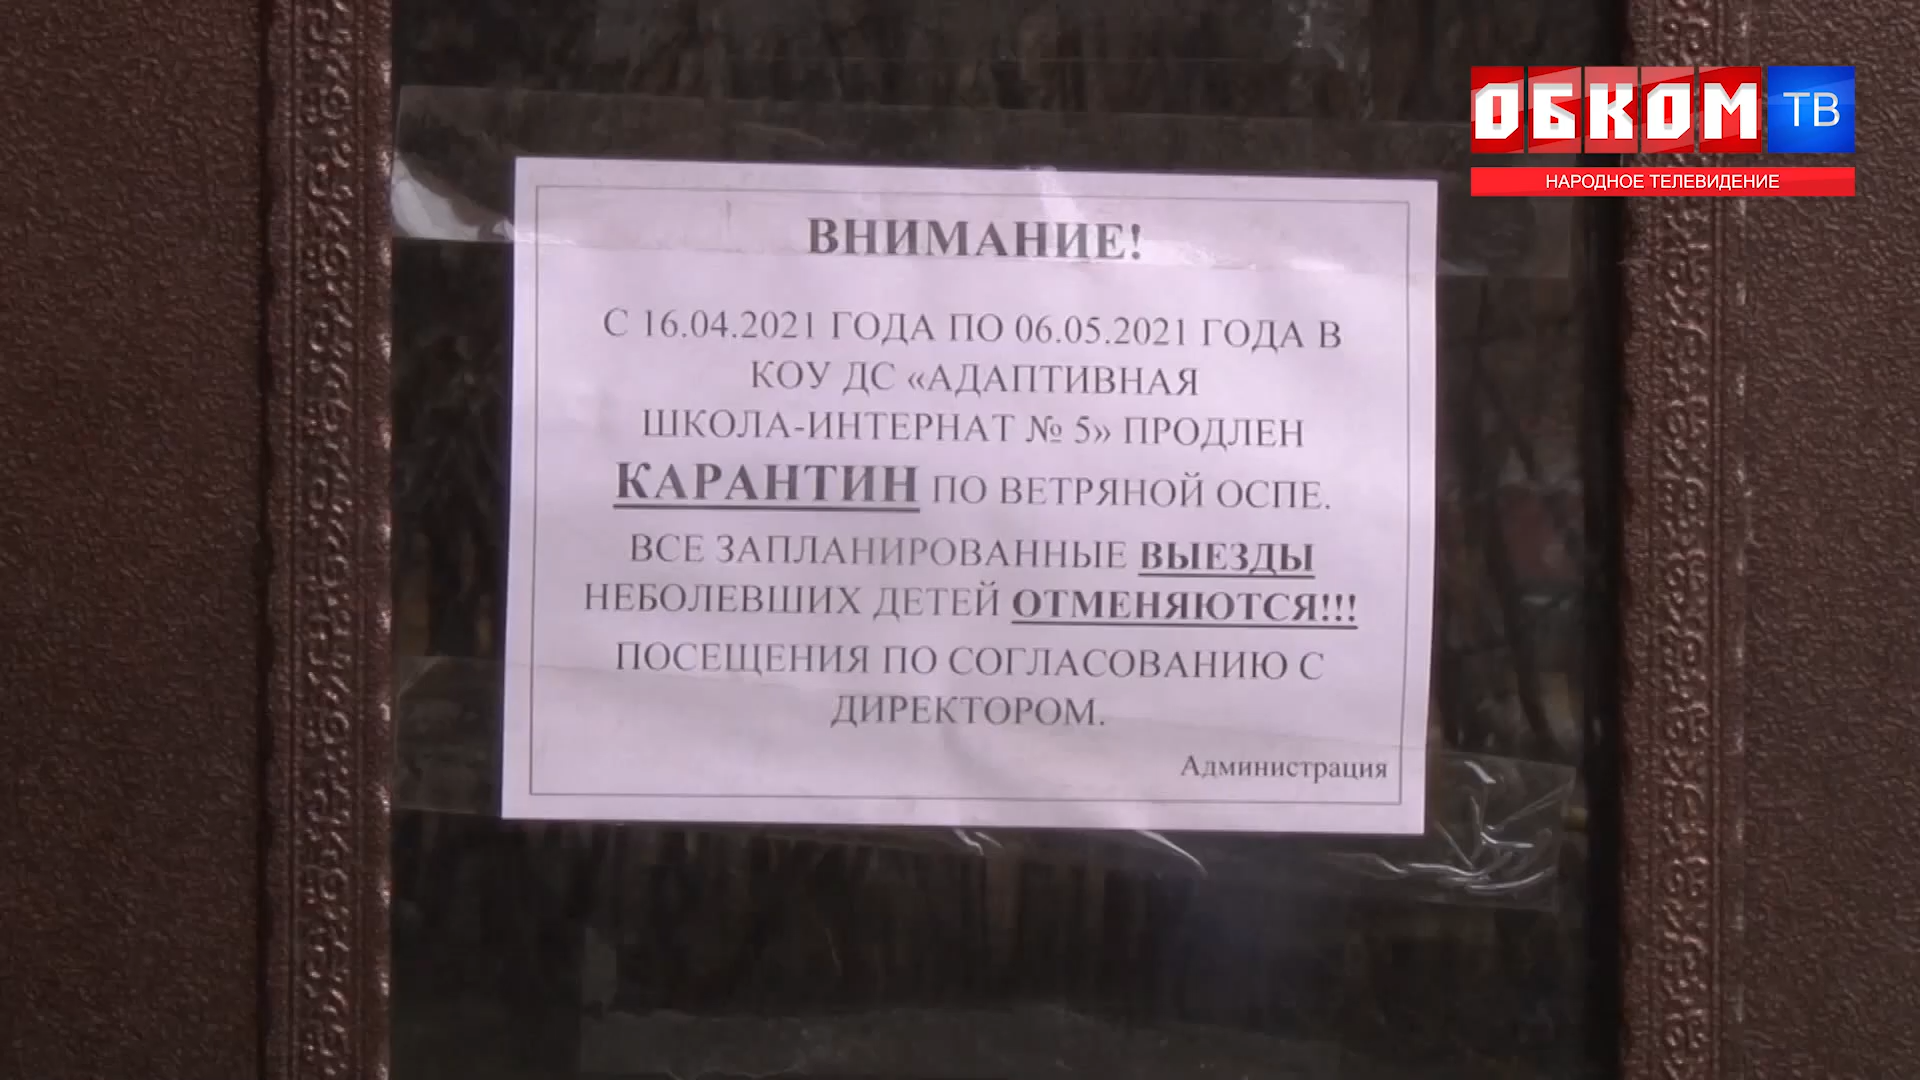 ОБКОМ ТВ
НАРОДНОЕ ТЕЛЕВИДЕНИЕ
ВНИМАНИЕ!
С 16.04.2021 ГОДА ПО 06.05.2021 ГОДА В
КОУ ДС «АДАПТИВНАЯ
ШКОЛА-ИНТЕРНАТ № 5» ПРОДЛЕН
КАРАНТИН ПО ВЕТРЯНОЙ ОСПЕ.
ВСЕ ЗАПЛАНИРОВАННЫЕ ВЫЕЗДЫ
НЕБОЛЕВШИХ ДЕТЕЙ ОТМЕНЯЮТСЯ!!!
ПОСЕЩЕНИЯ ПО СОГЛАСОВАНИЮ С
ДИРЕКТОРОМ.
Администрация